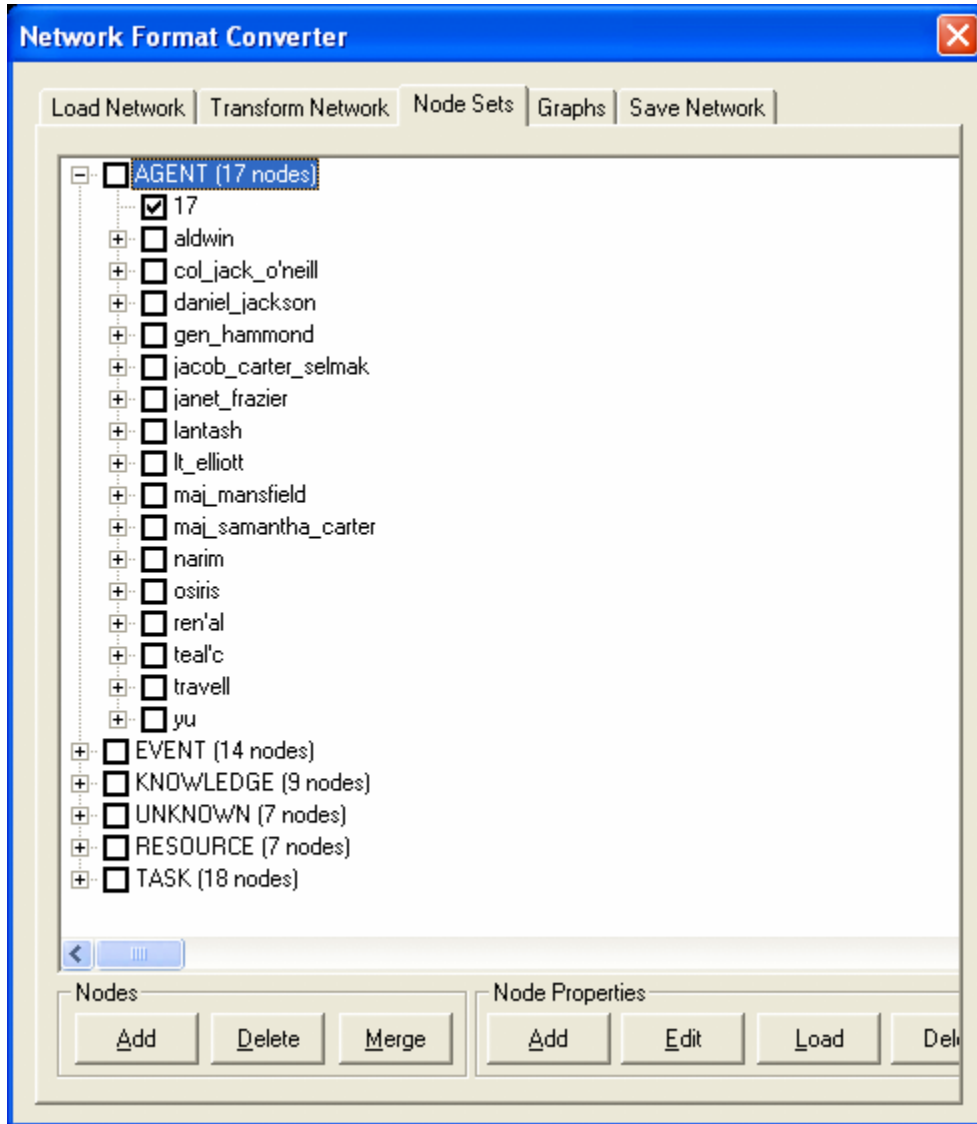 Network Format Converter
Load Network Transform Network Node Sets Graphs Save Network
AGENT (17 nodes)
17
aldwin
col_jack_o'neill
daniel_jackson
gen_hammond
jacob_carter_selmak
janet_frazier
lantash
lt_elliott
maj_mansfield
maj_samantha_carter
narim
osiris
ren'al
teal'c
travell
yu
EVENT (14 nodes)
KNOWLEDGE (9 nodes)
UNKNOWN (7 nodes)
RESOURCE (7 nodes)
TASK (18 nodes)
Nodes Node Properties
Add Delete Merge Add Edit Load